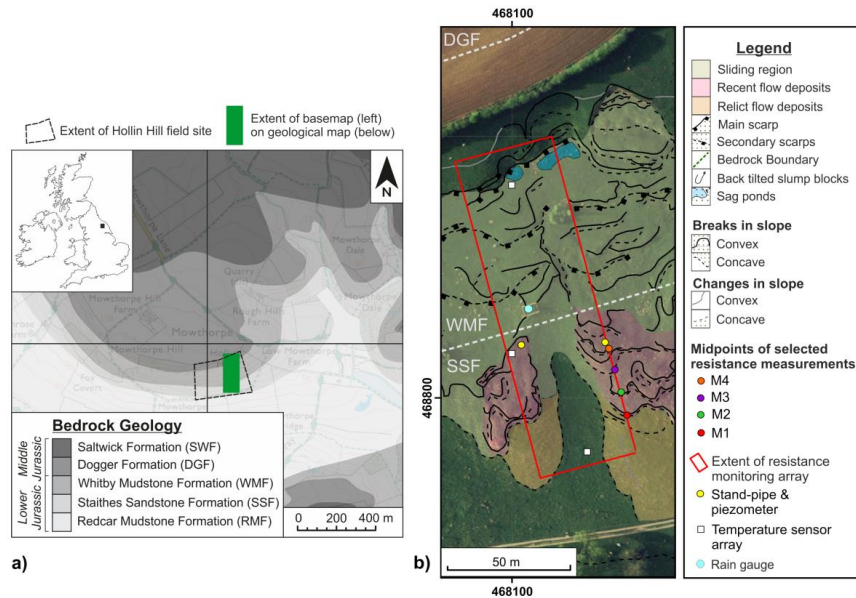 Extent of Hollin Hill field site
Extent of basemap (left)
on geological map (below)
N
Mowthorpe
Dale
Quarry
Mowthorpe Hill
Farm
Rough Hills
Farm
Mowthorpe
Mowthorpe Hill
Low Mowthorpe
Fox
Covert
Bedrock Geology
Middle
Jurassic
Lower
Jurassic
Saltwick Formation (SWF)
Dogger Formation (DGF)
Whitby Mudstone Formation (WMF)
Staithes Sandstone Formation (SSF)
Redcar Mudstone Formation (RMF)
0 200 400 m
a)
468100
DGF
WMF
SSF
468800
50 m
468100
b)
Legend
Sliding region
Recent flow deposits
Relict flow deposits
Main scarp
Secondary scarps
Bedrock Boundary
Back tilted slump blocks
Sag ponds
Breaks in slope
Convex
Concave
Changes in slope
Convex
Concave
Midpoints of selected
resistance measurements
M4
M3
M2
M1
Extent of resistance
monitoring array
Stand-pipe &
piezometer
Temperature sensor
array
Rain gauge